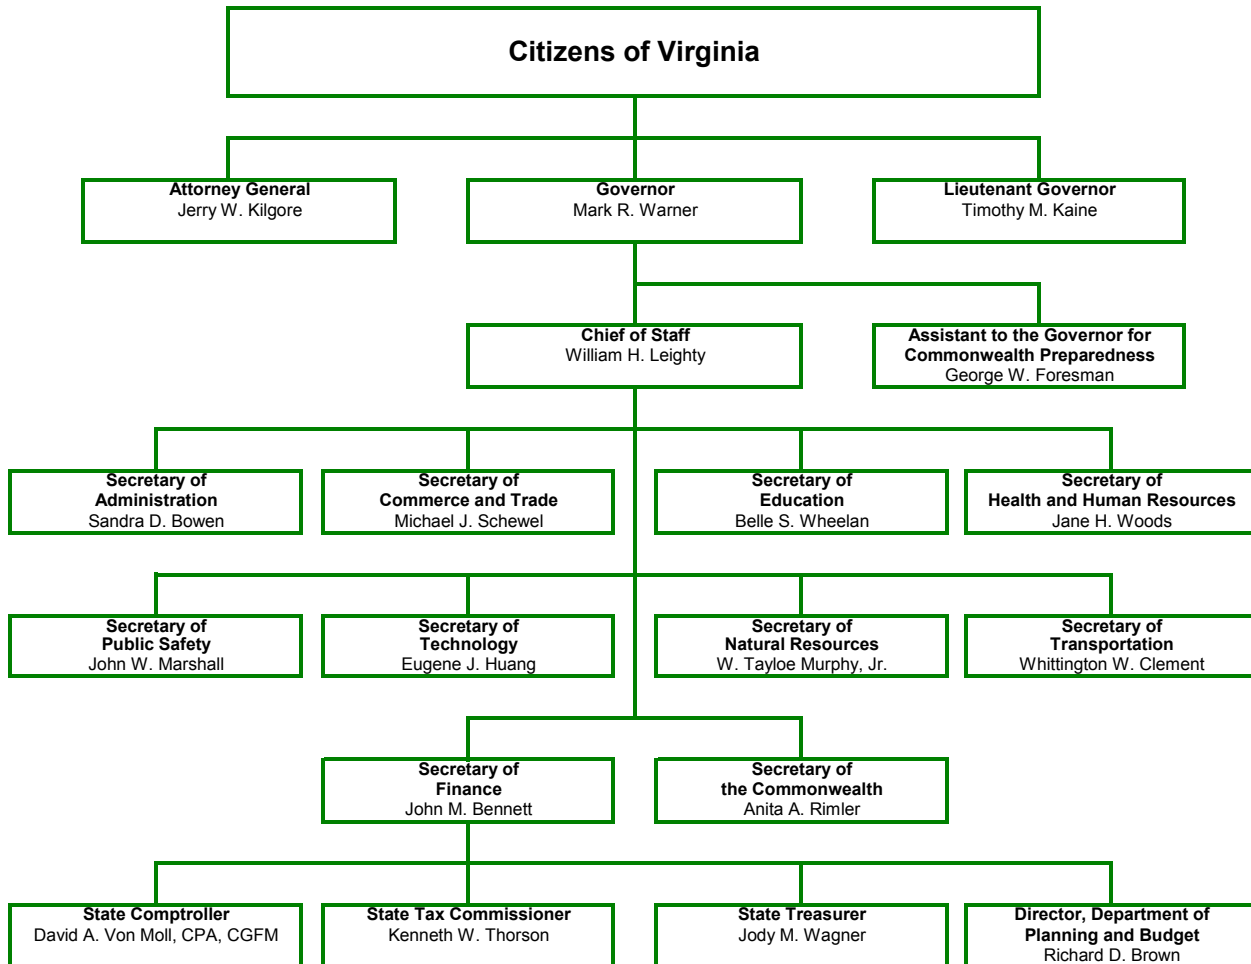 Citizens of Virginia
Attorney General
Jerry W. Kilgore
Governor
Mark R. Warner
Lieutenant Governor
Timothy M. Kaine
Chief of Staff
William H. Leighty
Assistant to the Governor for
Commonwealth Preparedness
George W. Foresman
Secretary of
Administration
Sandra D. Bowen
Secretary of
Commerce and Trade
Michael J. Schewel
Secretary of
Education
Belle S. Wheelan
Secretary of
Health and Human Resources
Jane H. Woods
Secretary of
Public Safety
John W. Marshall
Secretary of
Technology
Eugene J. Huang
Secretary of
Natural Resources
W. Tayloe Murphy, Jr.
Secretary of
Transportation
Whittington W. Clement
Secretary of
Finance
John M. Bennett
Secretary of
the Commonwealth
Anita A. Rimler
State Comptroller
David A. Von Moll, CPA, CGFM
State Tax Commissioner
Kenneth W. Thorson
State Treasurer
Jody M. Wagner
Director, Department of
Planning and Budget
Richard D. Brown